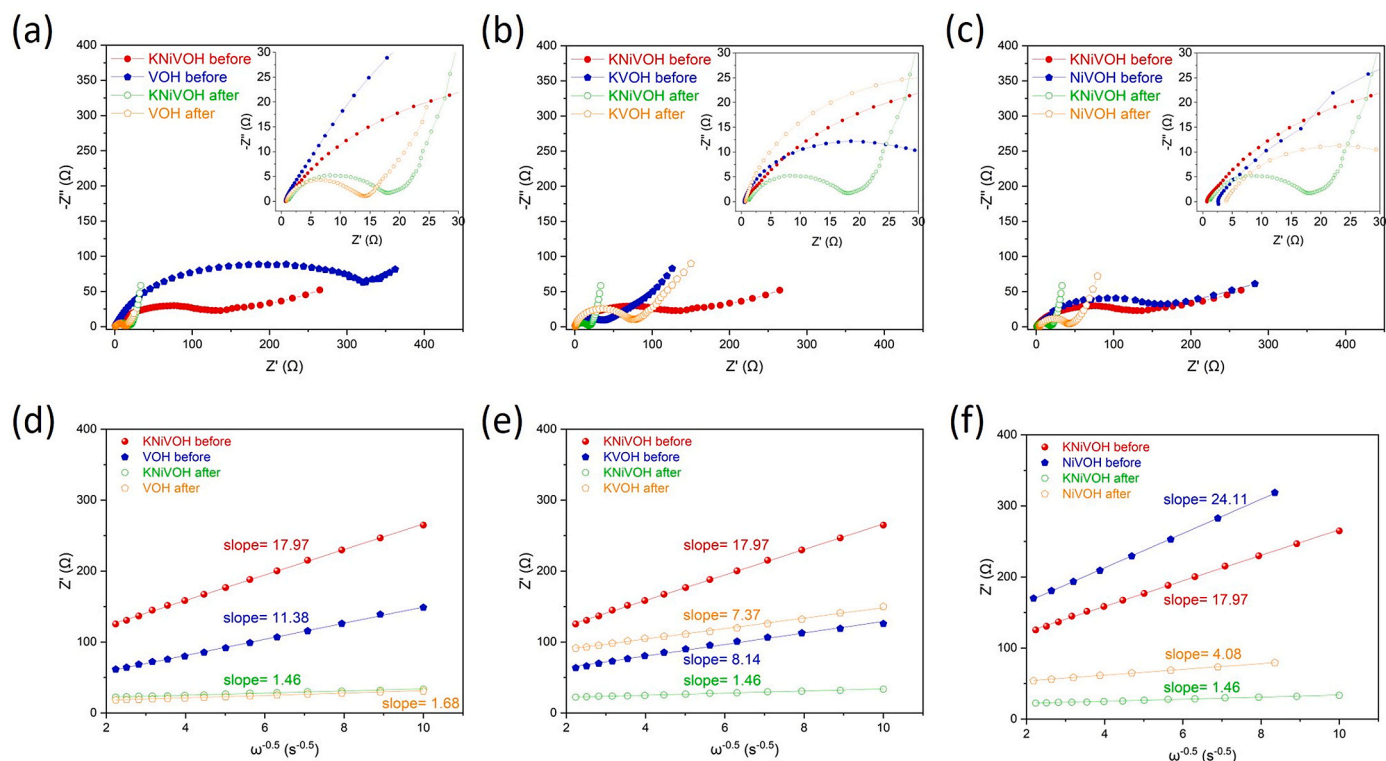 (a)
KNiVOH before
VOH before
KNiVOH after
VOH after
400
350
300
250
200
150
100
50
0
-Z'' (Ω)
0 100 200 300 400
Z' (Ω)
30
25
20
15
10
5
0
-Z'' (Ω)
0 5 10 15 20 25 30
Z' (Ω)
(b)
KNiVOH before
KVOH before
KNiVOH after
KVOH after
400
350
300
250
200
150
100
50
0
-Z'' (Ω)
0 100 200 300 400
Z' (Ω)
30
25
20
15
10
5
0
-Z'' (Ω)
0 5 10 15 20 25 30
Z' (Ω)
(c)
KNiVOH before
NiVOH before
KNiVOH after
NiVOH after
400
350
300
250
200
150
100
50
0
-Z'' (Ω)
0 100 200 300 400
Z' (Ω)
30
25
20
15
10
5
0
-Z'' (Ω)
0 5 10 15 20 25 30
Z' (Ω)
(d)
KNiVOH before
VOH before
KNiVOH after
VOH after
400
300
200
100
0
Z' (Ω)
slope= 17.97
slope= 11.38
slope= 1.46
slope= 1.68
2 4 6 8 10
ω-0.5 (s-0.5)
(e)
KNiVOH before
KVOH before
KNiVOH after
KVOH after
400
300
200
100
0
Z' (Ω)
slope= 17.97
slope= 7.37
slope= 8.14
slope= 1.46
2 4 6 8 10
ω-0.5 (s-0.5)
(f)
KNiVOH before
NiVOH before
KNiVOH after
NiVOH after
400
300
200
100
0
Z' (Ω)
slope= 24.11
slope= 17.97
slope= 4.08
slope= 1.46
2 4 6 8 10
ω-0.5 (s-0.5)